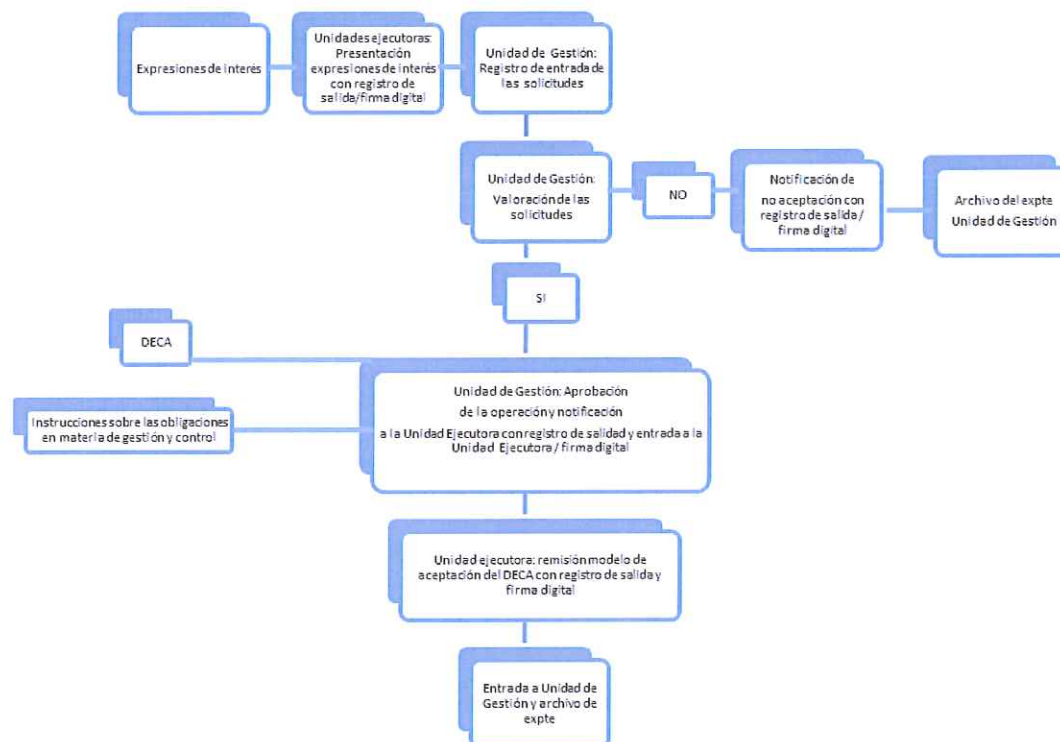 Expresiones de interés
Unidades ejecutoras:
Presentación
expresiones de interés
con registro de
salida/firma digital
Unidad de Gestión:
Registro de entrada de
las solicitudes
Unidad de Gestión:
Valoración de las
solicitudes
NO
Notificación de
no aceptación con
registro de salida /
firma digital
Archivo del expte
Unidad de Gestión
SI
DECA
Unidad de Gestión: Aprobación
de la operación y notificación
a la Unidad Ejecutora con registro de salidad y entrada a la
Unidad Ejecutora / firma digital
Instrucciones sobre las obligaciones
en materia de gestión y control
Unidad ejecutora: remisión modelo de
aceptación del DECA con registro de salida y
firma digital
Entrada a Unidad de
Gestión y archivo de
expte